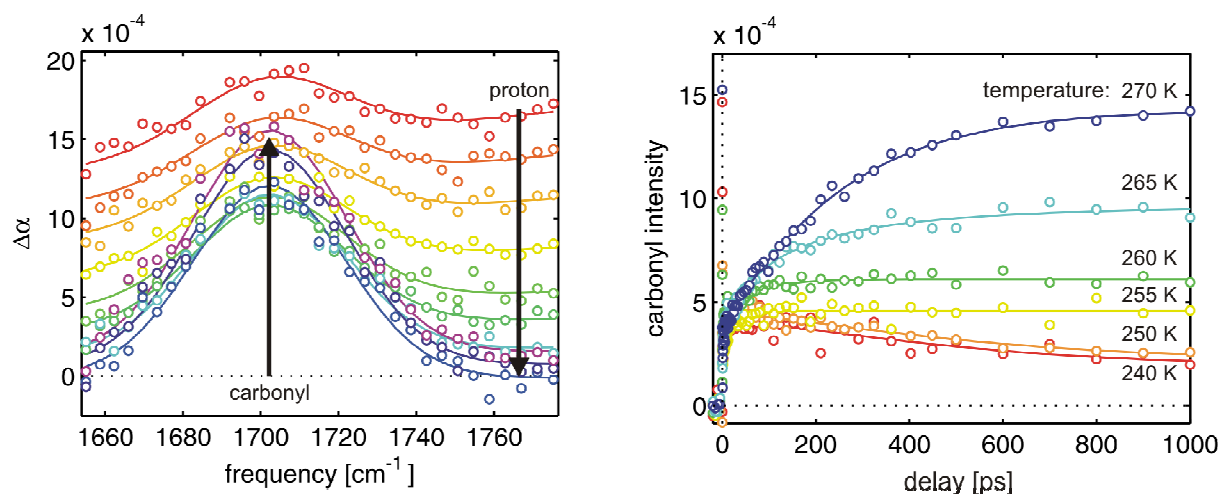 x 10-4
20
15
10
5
0
Δα
proton
carbonyl
1660 1680 1700 1720 1740 1760
frequency [cm-1]
x 10-4
15
10
5
0
carbonyl intensity
temperature: 270 K
265 K
260 K
255 K
250 K
240 K
0 200 400 600 800 1000
delay [ps]